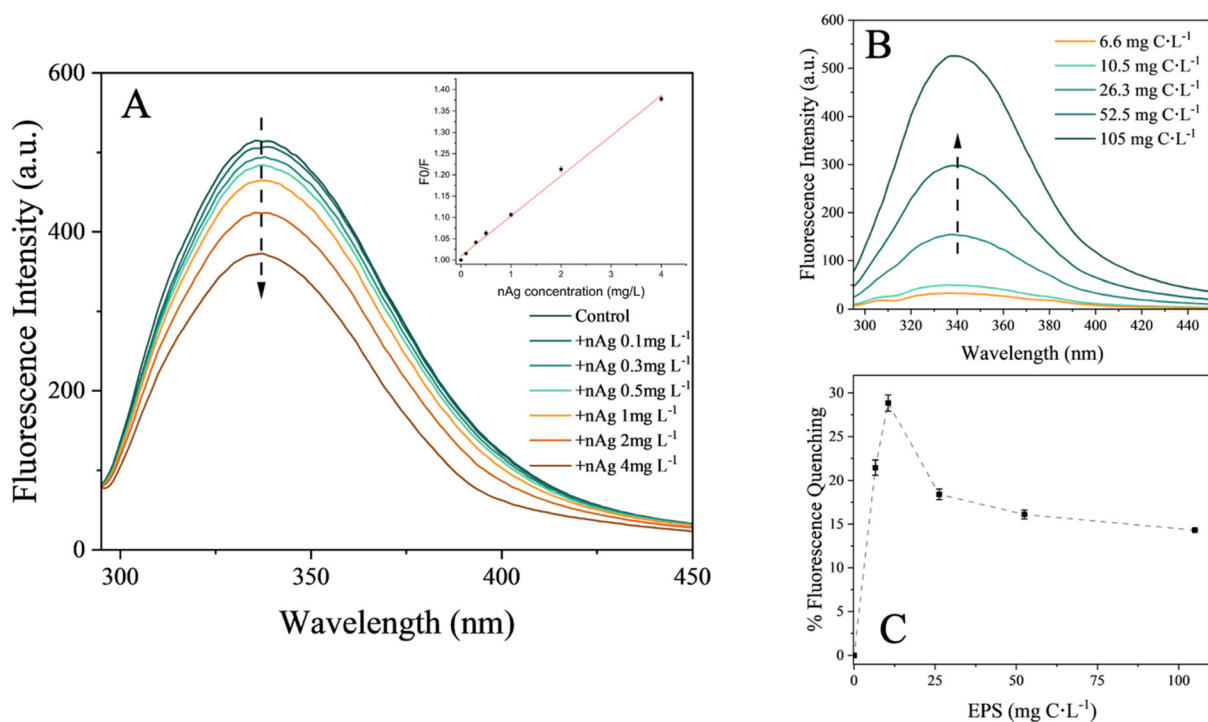 A
600
400
200
0
300
350
400
450
Fluorescence Intensity (a.u.)
Wavelength (nm)
1.40
1.35
1.30
1.25
1.20
1.15
1.10
1.05
1.00
0
1
2
3
4
F0/F
nAg concentration (mg/L)
Control
+nAg 0.1mg L⁻¹
+nAg 0.3mg L⁻¹
+nAg 0.5mg L⁻¹
+nAg 1mg L⁻¹
+nAg 2mg L⁻¹
+nAg 4mg L⁻¹
B
600
500
400
300
200
100
0
300
320
340
360
380
400
420
440
Fluorescence Intensity (a.u.)
Wavelength (nm)
6.6 mg C·L⁻¹
10.5 mg C·L⁻¹
26.3 mg C·L⁻¹
52.5 mg C·L⁻¹
105 mg C·L⁻¹
C
30
25
20
15
10
5
0
0
25
50
75
100
% Fluorescence Quenching
EPS (mg C·L⁻¹)